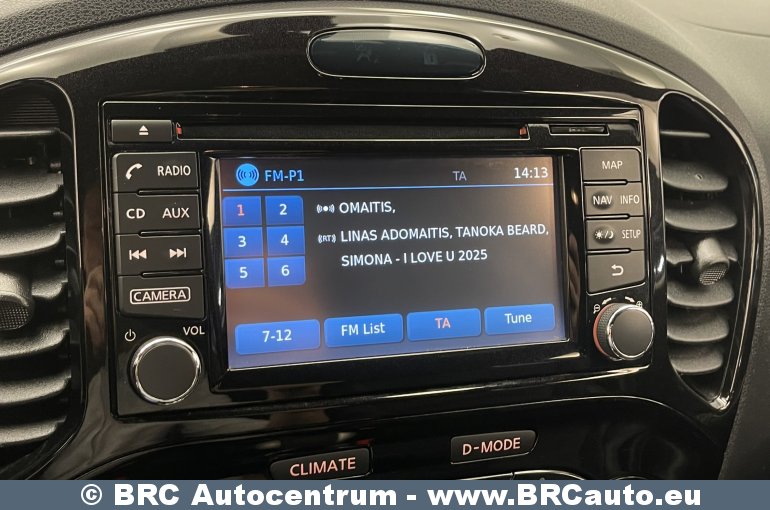 FM-P1 TA 14:13
RADIO MAP
1 2 OMAITIS,
CD AUX NAV INFO
3 4 RT LINAS ADOMAITIS, TANOKA BEARD,
SETUP
SIMONA - I LOVE U 2025
5 6
CAMERA
VOL
7-12 FM List TA Tune
CLIMATE D-MODE
© BRC Autocentrum - www.BRCauto.eu